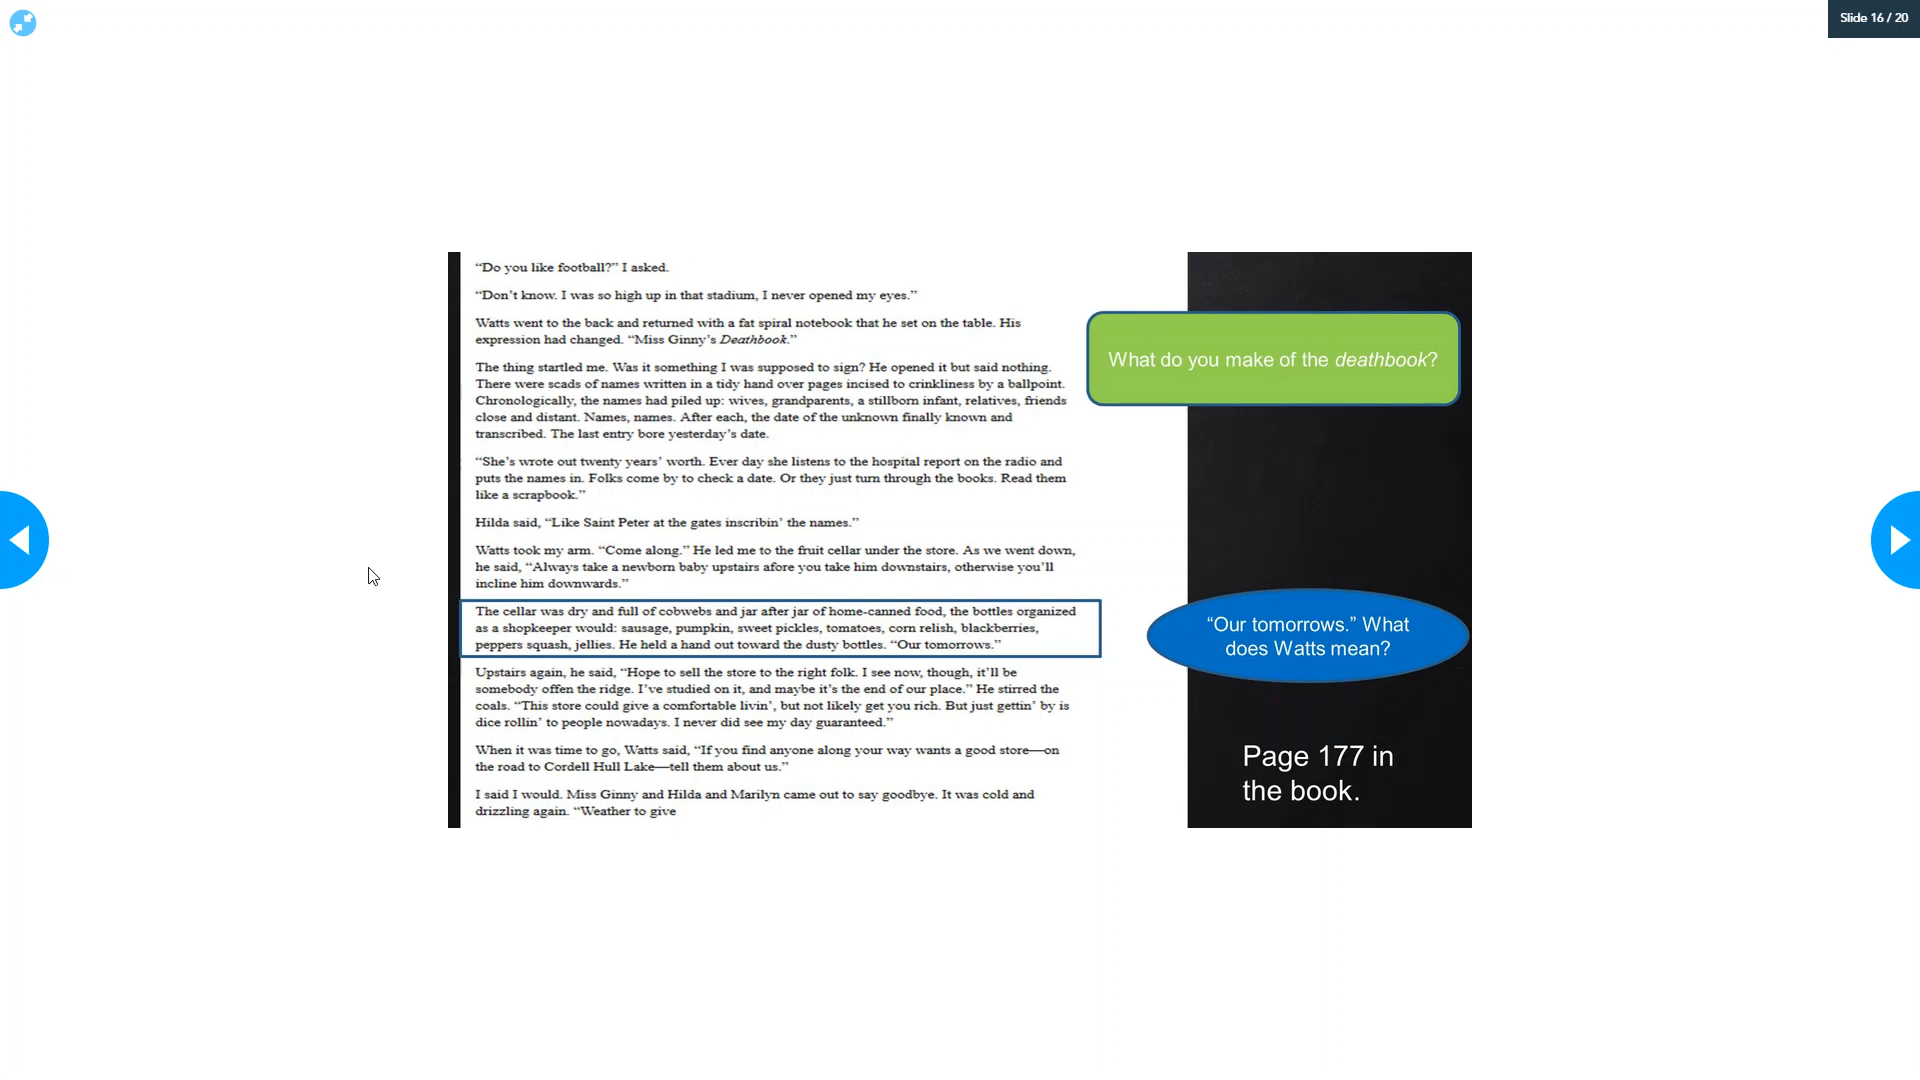 Slide 16 / 20
“Do you like football?” I asked.
“Don’t know. I was so high up in that stadium, I never opened my eyes.”
Watts went to the back and returned with a fat spiral notebook that he set on the table. His
expression had changed. “Miss Ginny’s Deathbook.”
The thing startled me. Was it something I was supposed to sign? He opened it but said nothing.
There were scads of names written in a tidy hand over pages incised to crinkliness by a ballpoint.
Chronologically, the names had piled up: wives, grandparents, a stillborn infant, relatives, friends
close and distant. Names, names. After each, the date of the unknown finally known and
transcribed. The last entry bore yesterday’s date.
“She’s wrote out twenty years’ worth. Ever day she listens to the hospital report on the radio and
puts the names in. Folks come by to check a date. Or they just turn through the books. Read them
like a scrapbook.”
Hilda said, “Like Saint Peter at the gates inscribin’ the names.”
Watts took my arm. “Come along.” He led me to the fruit cellar under the store. As we went down,
he said, “Always take a newborn baby upstairs afore you take him downstairs, otherwise you’ll
incline him downwards.”
The cellar was dry and full of cobwebs and jar after jar of home-canned food, the bottles organized
as a shopkeeper would: sausage, pumpkin, sweet pickles, tomatoes, corn relish, blackberries,
peppers squash, jellies. He held a hand out toward the dusty bottles. “Our tomorrows.”
Upstairs again, he said, “Hope to sell the store to the right folk. I see now, though, it’ll be
somebody offen the ridge. I’ve studied on it, and maybe it’s the end of our place.” He stirred the
coals. “This store could give a comfortable livin’, but not likely get you rich. But just gettin’ by is
dice rollin’ to people nowadays. I never did see my day guaranteed.”
When it was time to go, Watts said, “If you find anyone along your way wants a good store—on
the road to Cordell Hull Lake—tell them about us.”
I said I would. Miss Ginny and Hilda and Marilyn came out to say goodbye. It was cold and
drizzling again. “Weather to give
What do you make of the deathbook?
“Our tomorrows.” What
does Watts mean?
Page 177 in
the book.